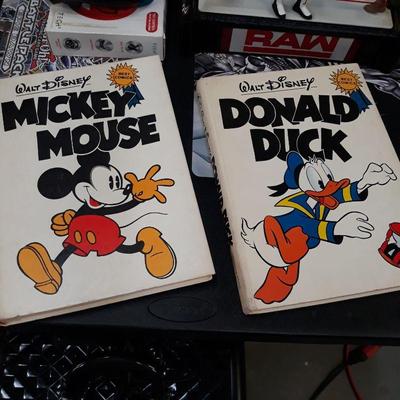 RAW
WALT DISNEY
BEST
COMICS
MICKEY
MOUSE
WALT DISNEY
BEST
COMICS
DONALD
DUCK